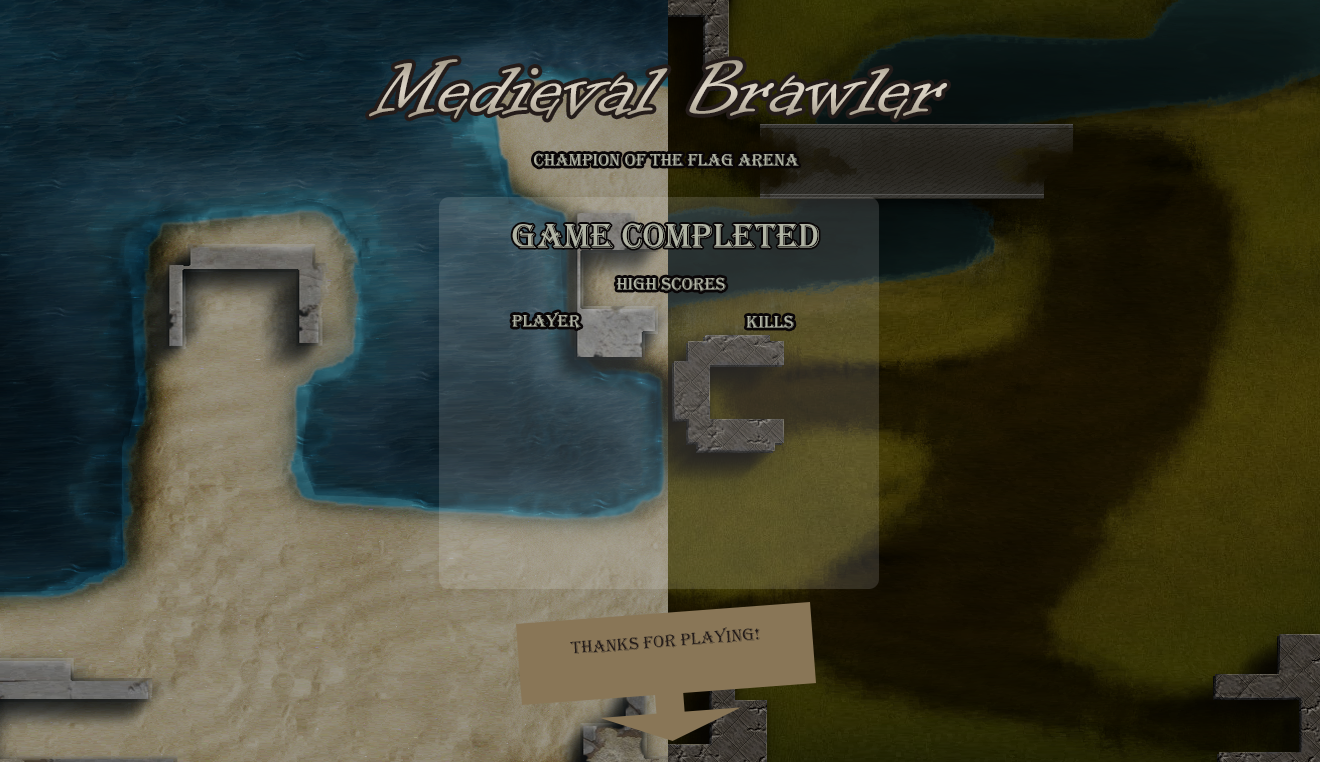 Medieval Brawler
CHAMPION OF THE FLAG ARENA
GAME COMPLETED
HIGH SCORES
PLAYER KILLS
THANKS FOR PLAYING!